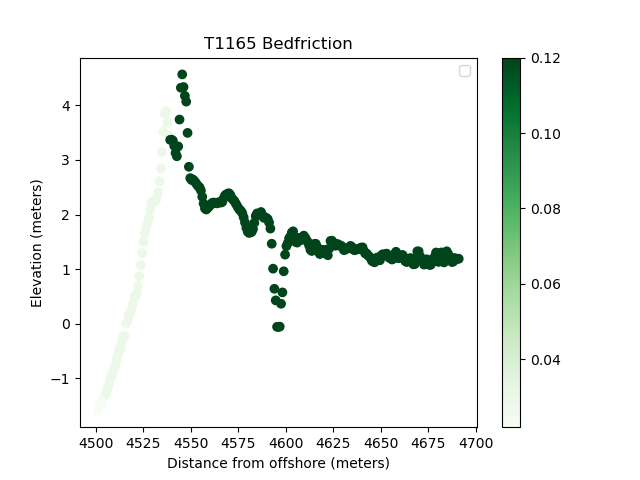 T1165 Bedfriction
Elevation (meters)
4
3
2
1
0
−1
4500 4525 4550 4575 4600 4625 4650 4675 4700
Distance from offshore (meters)
0.12
0.10
0.08
0.06
0.04